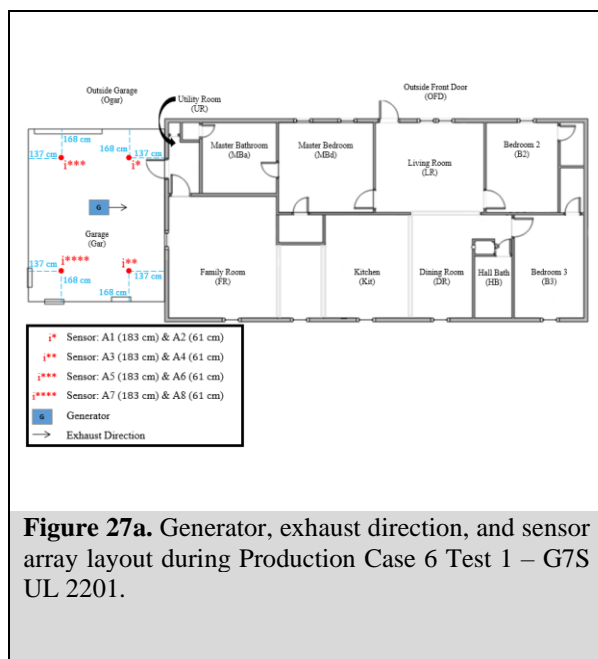 Outside Garage
(Ogar)
Utility Room
(UR)
Outside Front Door
(OFD)
168 cm
168 cm
137 cm
137 cm
i***
i*
Master Bathroom
(MBa)
Master Bedroom
(MBd)
Living Room
(LR)
Bedroom 2
(B2)
G
Garage
(Gar)
i****
i**
137 cm
137 cm
168 cm
168 cm
Family Room
(FR)
Kitchen
(Kit)
Dining Room
(DR)
Hall Bath
(HB)
Bedroom 3
(B3)
i* Sensor: A1 (183 cm) & A2 (61 cm)
i** Sensor: A3 (183 cm) & A4 (61 cm)
i*** Sensor: A5 (183 cm) & A6 (61 cm)
i**** Sensor: A7 (183 cm) & A8 (61 cm)
G Generator
Exhaust Direction
Figure 27a. Generator, exhaust direction, and sensor
array layout during Production Case 6 Test 1 – G7S
UL 2201.